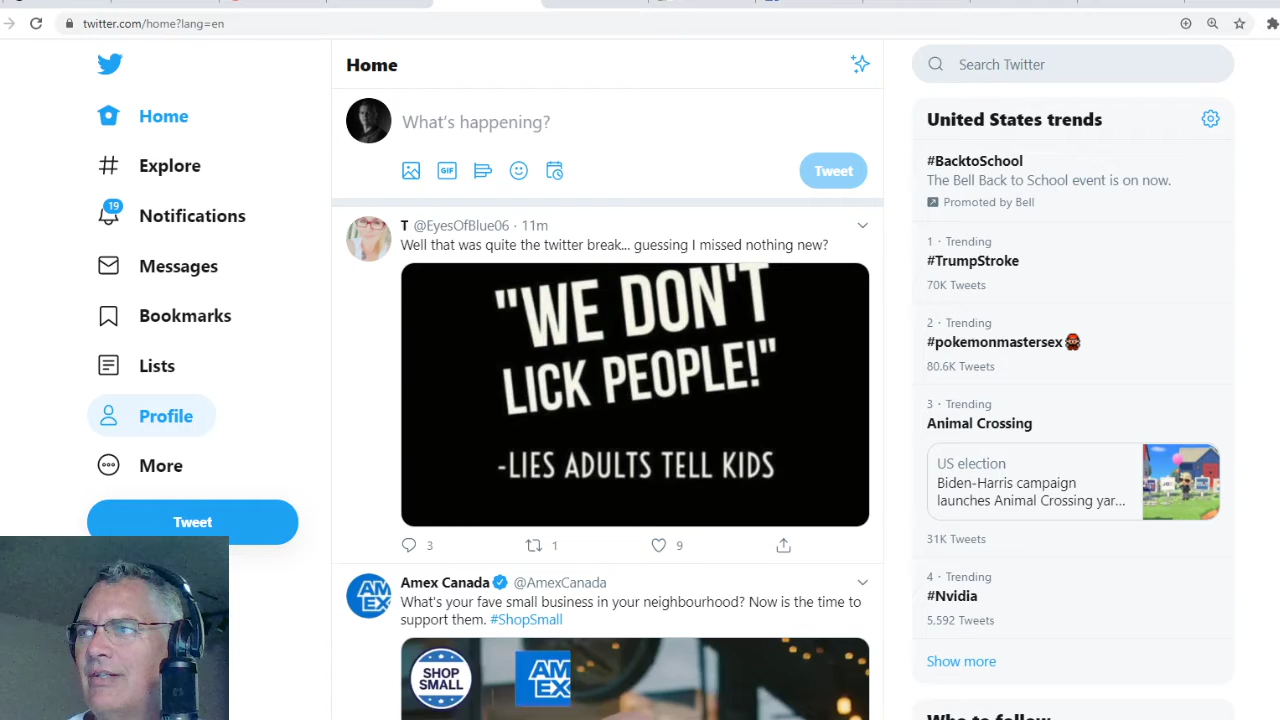 twitter.com/home?lang=en
Home
Explore
19
Notifications
Messages
Bookmarks
Lists
Profile
More
Tweet
Home
What's happening?
GIF
Tweet
T @EyesOfBlue06 · 11m
Well that was quite the twitter break... guessing I missed nothing new?
"WE DON'T
LICK PEOPLE!"
-LIES ADULTS TELL KIDS
3
1
9
Amex Canada @AmexCanada
What's your fave small business in your neighbourhood? Now is the time to
support them. #ShopSmall
SHOP
SMALL
AM
EX
Search Twitter
United States trends
#BacktoSchool
The Bell Back to School event is on now.
Promoted by Bell
1 · Trending
#TrumpStroke
70K Tweets
2 · Trending
#pokemonmastersex
80.6K Tweets
3 · Trending
Animal Crossing
US election
Biden-Harris campaign
launches Animal Crossing yar...
31K Tweets
4 · Trending
#Nvidia
5,592 Tweets
Show more